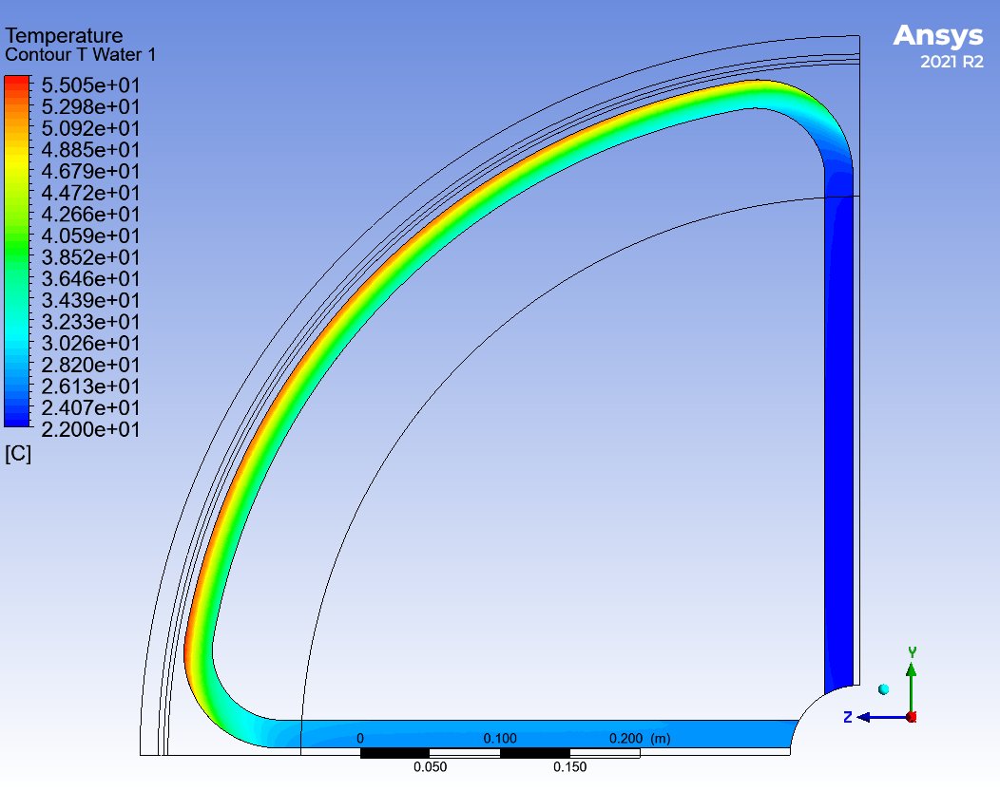 Temperature
Contour T Water 1
5.505e+01
5.298e+01
5.092e+01
4.885e+01
4.679e+01
4.472e+01
4.266e+01
4.059e+01
3.852e+01
3.646e+01
3.439e+01
3.233e+01
3.026e+01
2.820e+01
2.613e+01
2.407e+01
2.200e+01
[C]
Ansys
2021 R2
0 0.100 0.200 (m)
0.050 0.150
Y
Z